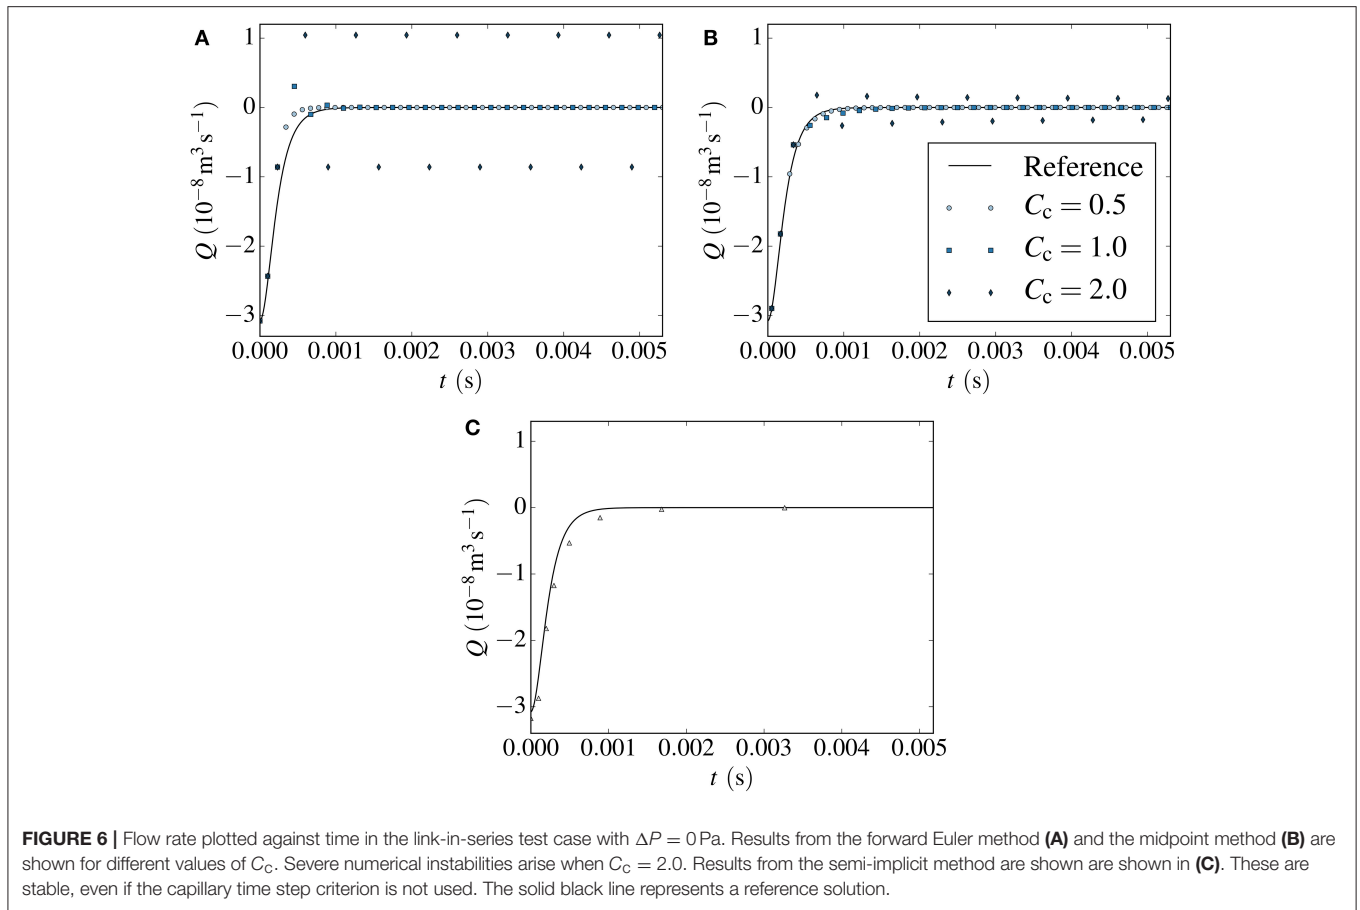 A
1
0
−1
−2
−3
Q (10⁻⁸ m³ s⁻¹)
0.000 0.001 0.002 0.003 0.004 0.005
t (s)
B
1
0
−1
−2
−3
Q (10⁻⁸ m³ s⁻¹)
Reference
C_c = 0.5
C_c = 1.0
C_c = 2.0
0.000 0.001 0.002 0.003 0.004 0.005
t (s)
C
1
0
−1
−2
−3
Q (10⁻⁸ m³ s⁻¹)
0.000 0.001 0.002 0.003 0.004 0.005
t (s)
FIGURE 6 | Flow rate plotted against time in the link-in-series test case with ΔP = 0 Pa. Results from the forward Euler method (A) and the midpoint method (B) are
shown for different values of C_c. Severe numerical instabilities arise when C_c = 2.0. Results from the semi-implicit method are shown are shown in (C). These are
stable, even if the capillary time step criterion is not used. The solid black line represents a reference solution.